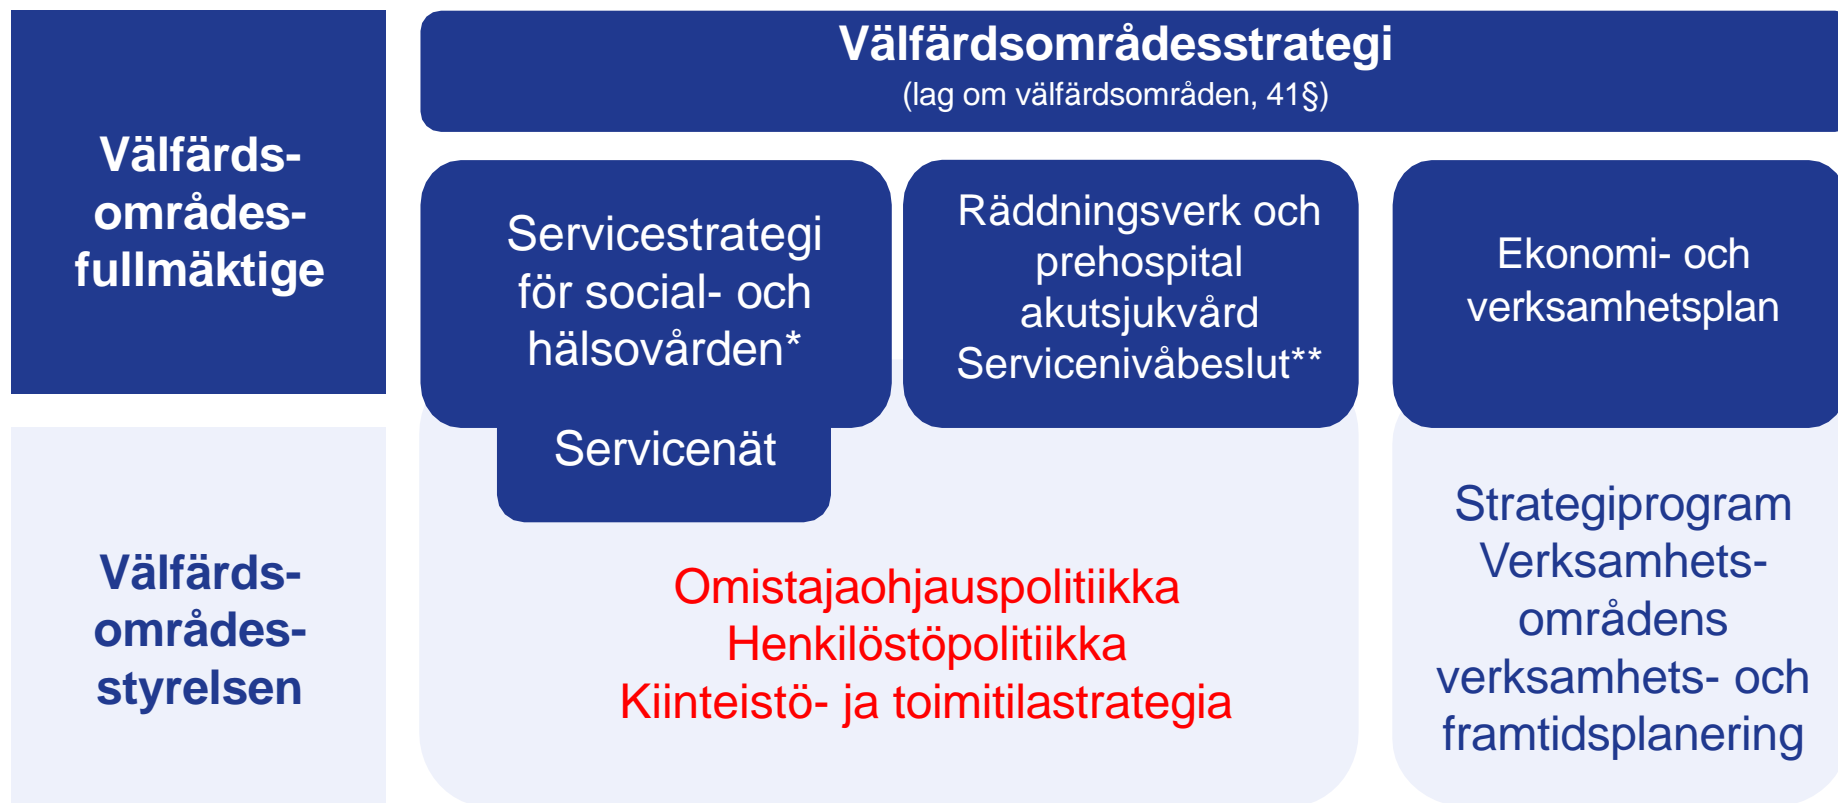 Välfärds-
områdes-
fullmäktige
Välfärdsområdesstrategi
(lag om välfärdsområden, 41§)
Servicestrategi
för social- och
hälsovården*
Servicenät
Räddningsverk och
prehospital
akutsjukvård
Servicenivåbeslut**
Ekonomi- och
verksamhetsplan
Välfärds-
områdes-
styrelsen
Omistajaohjauspolitiikka
Henkilöstöpolitiikka
Kiinteistö- ja toimitilastrategia
Strategiprogram
Verksamhets-
områdens
verksamhets- och
framtidsplanering